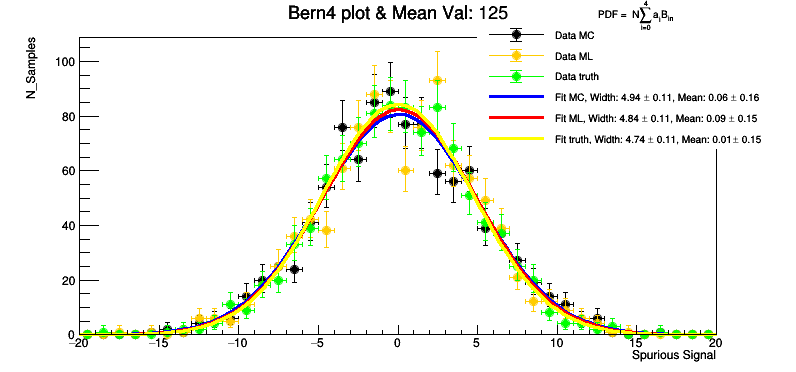 Bern4 plot & Mean Val: 125
PDF = N∑ a_i B_in
4
i=0
N_Samples
Data MC
Data ML
Data truth
Fit MC, Width: 4.94 ± 0.11, Mean: 0.06 ± 0.16
Fit ML, Width: 4.84 ± 0.11, Mean: 0.09 ± 0.15
Fit truth, Width: 4.74 ± 0.11, Mean: 0.01 ± 0.15
100
80
60
40
20
0
−20 −15 −10 −5 0 5 10 15 20
Spurious Signal